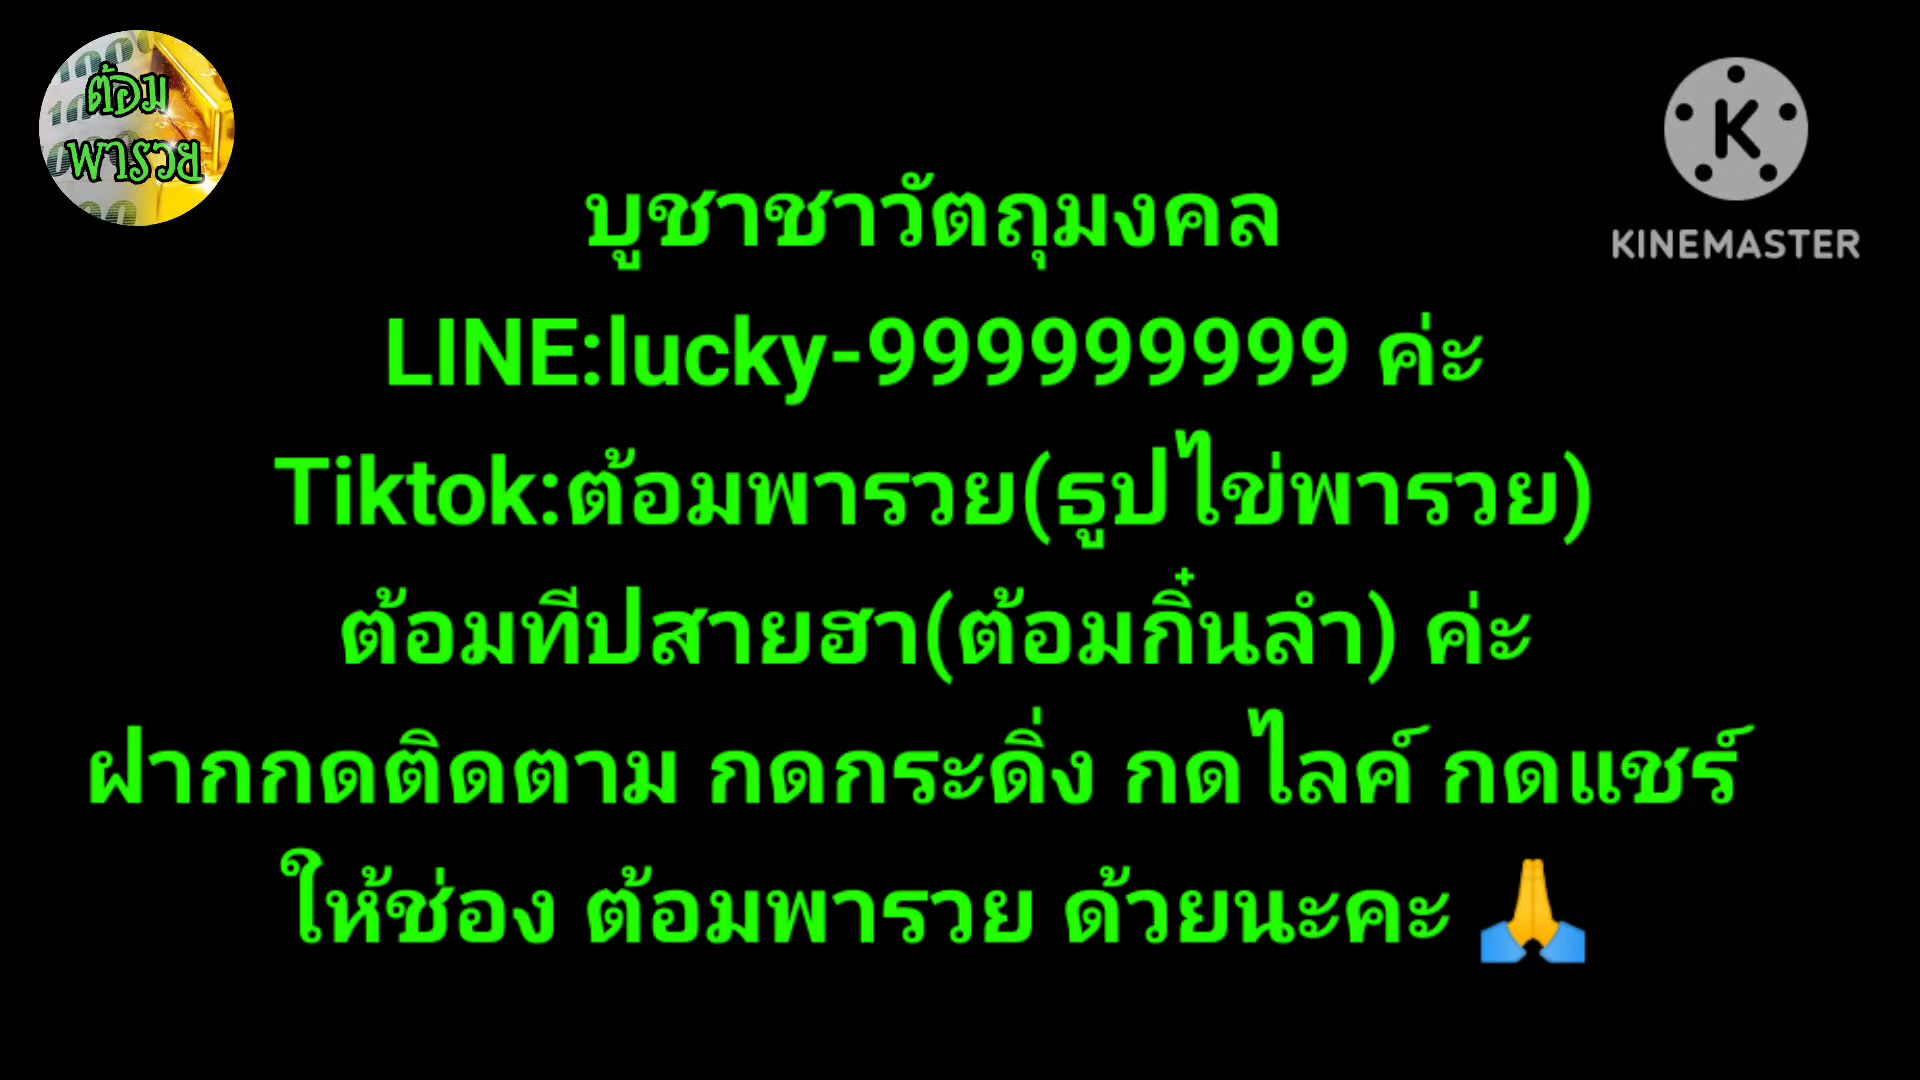 ต้อม
พารวย
KINEMASTER
บูชาชาวัตถุมงคล
LINE:lucky-999999999 ค่ะ
Tiktok:ต้อมพารวย(ธูปไข่พารวย)
ต้อมทีปสายฮา(ต้อมกิ๋นลำ) ค่ะ
ฝากกดติดตาม กดกระดิ่ง กดไลค์ กดแชร์
ให้ช่อง ต้อมพารวย ด้วยนะคะ 🙏